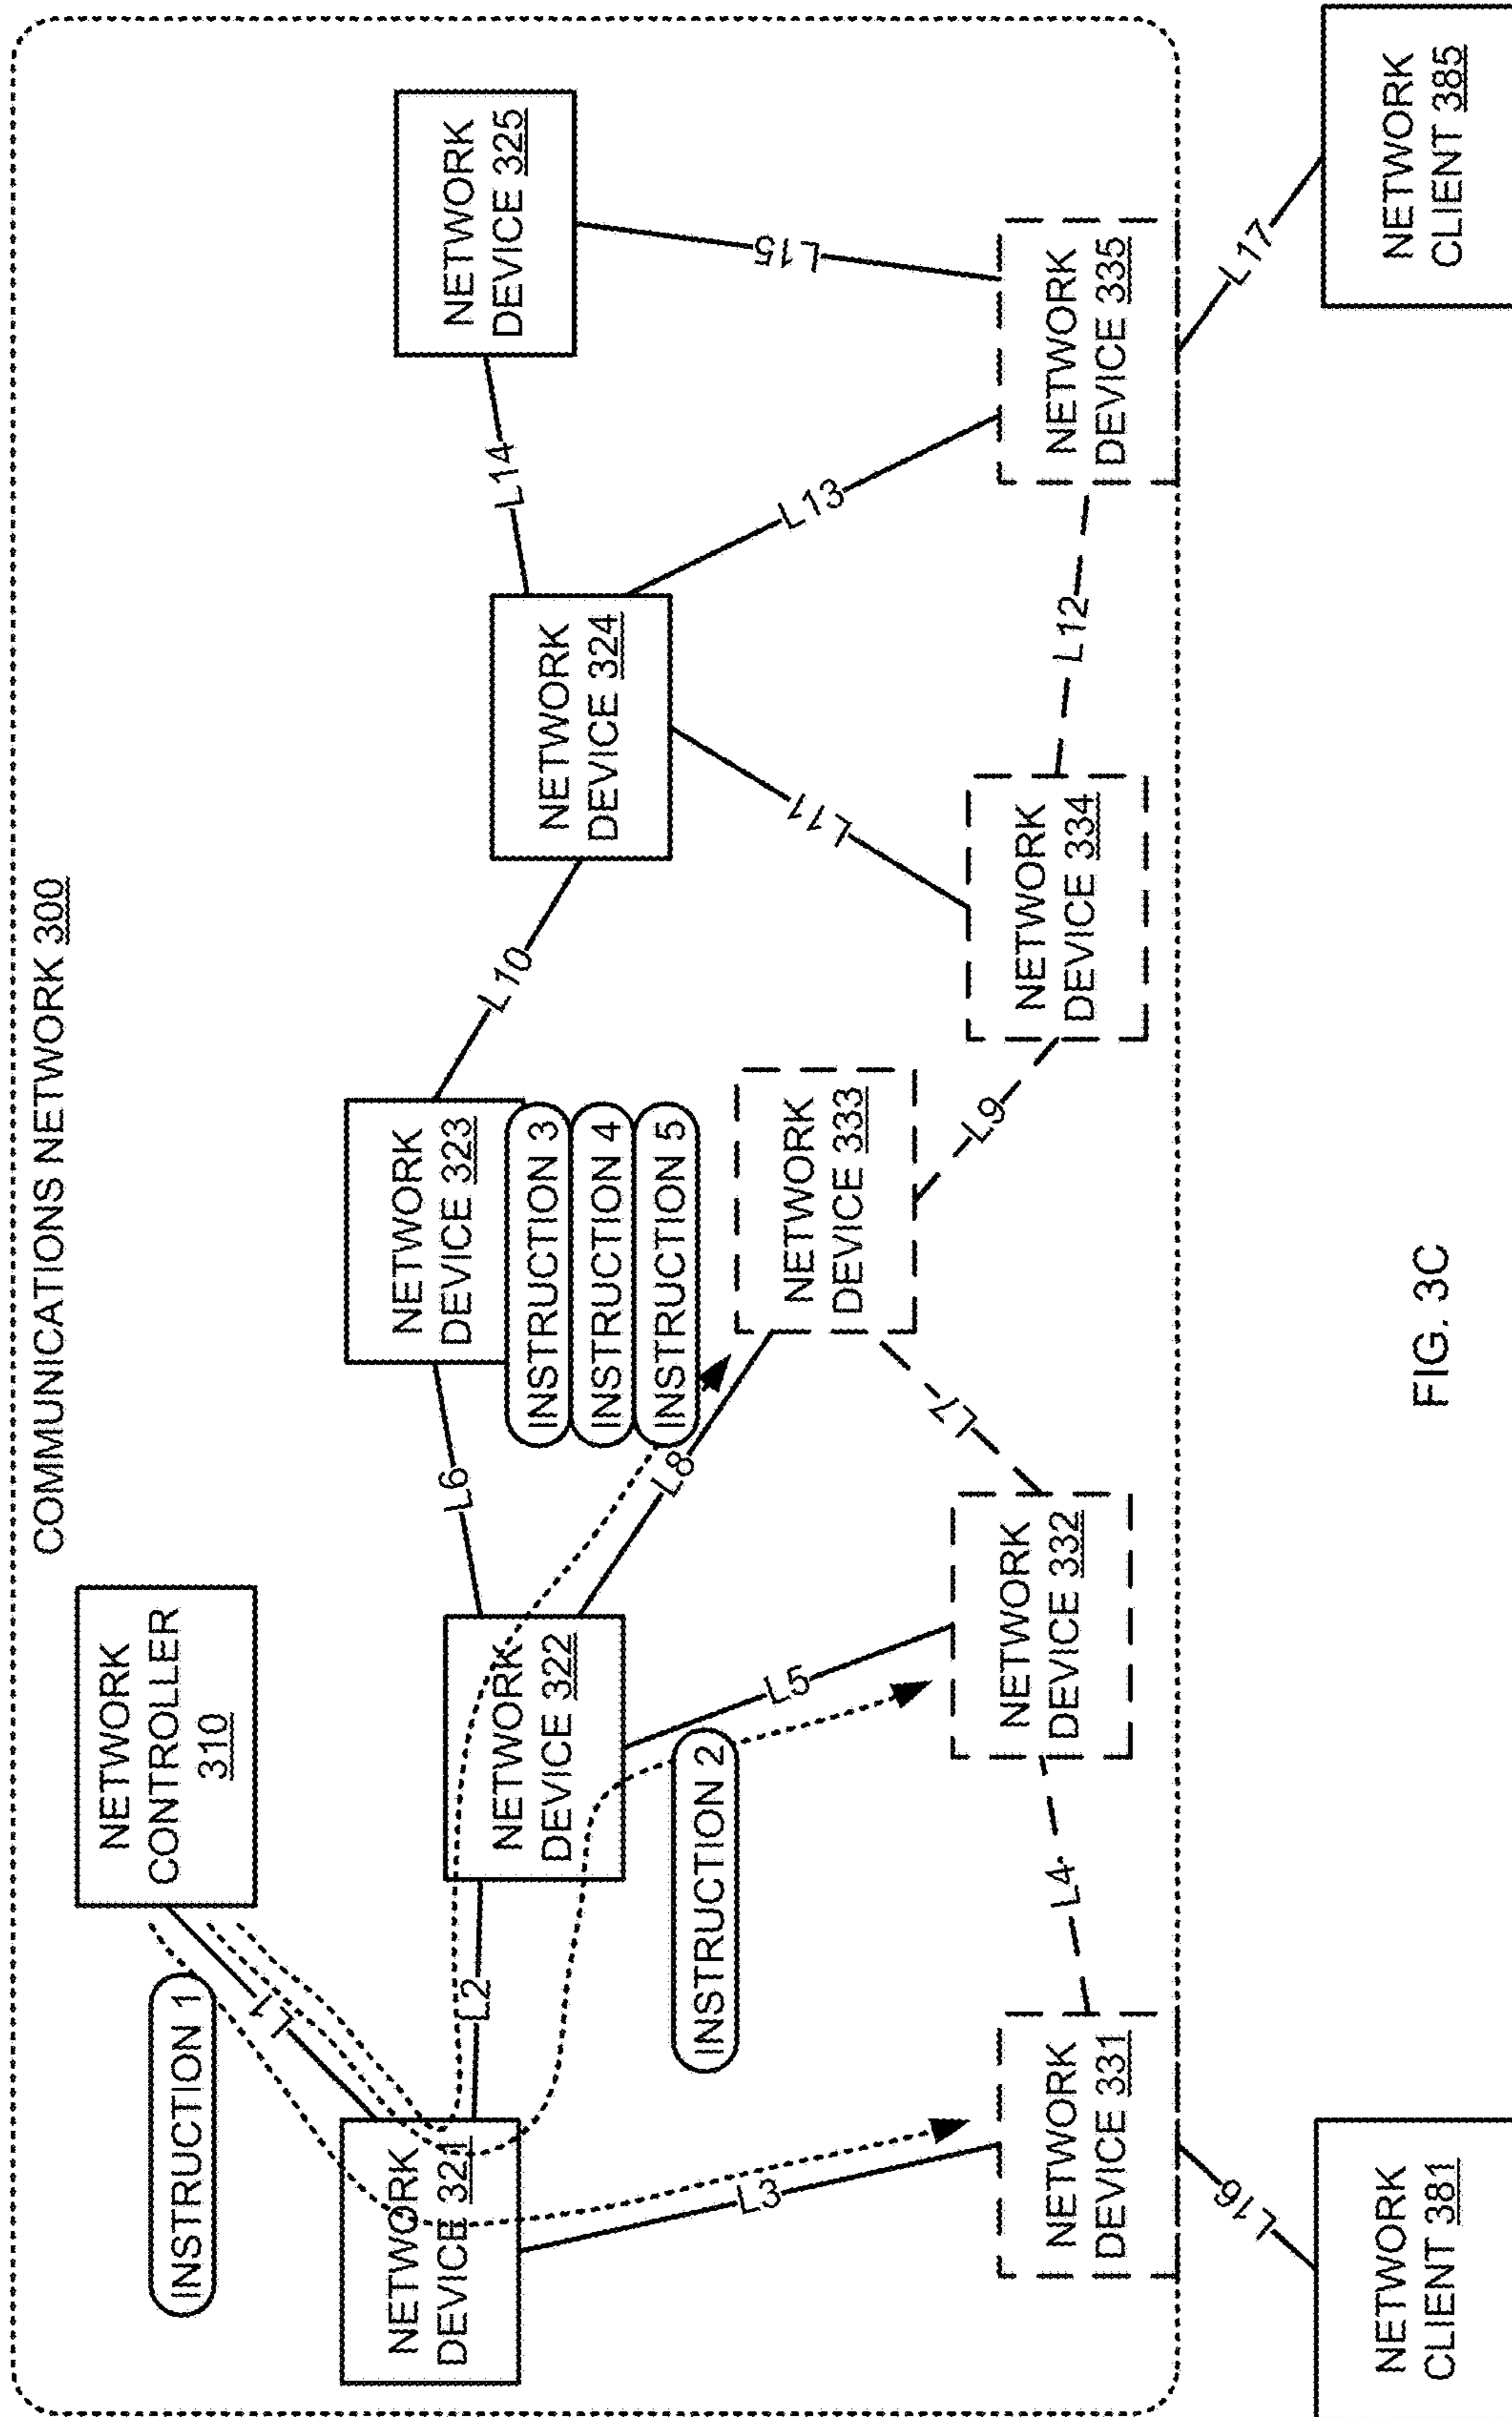 COMMUNICATIONS NETWORK 300
NETWORK
CONTROLLER
310
INSTRUCTION 1
L1
NETWORK
DEVICE 321
L2
NETWORK
DEVICE 322
L6
NETWORK
DEVICE 323
INSTRUCTION 3
INSTRUCTION 4
INSTRUCTION 5
L10
NETWORK
DEVICE 324
L14
NETWORK
DEVICE 325
L3
L5
INSTRUCTION 2
L8
L11
L13
L15
NETWORK
DEVICE 331
L4
NETWORK
DEVICE 332
L7
NETWORK
DEVICE 333
L9
NETWORK
DEVICE 334
L12
NETWORK
DEVICE 335
L16
L17
NETWORK
CLIENT 381
NETWORK
CLIENT 385
FIG. 3C